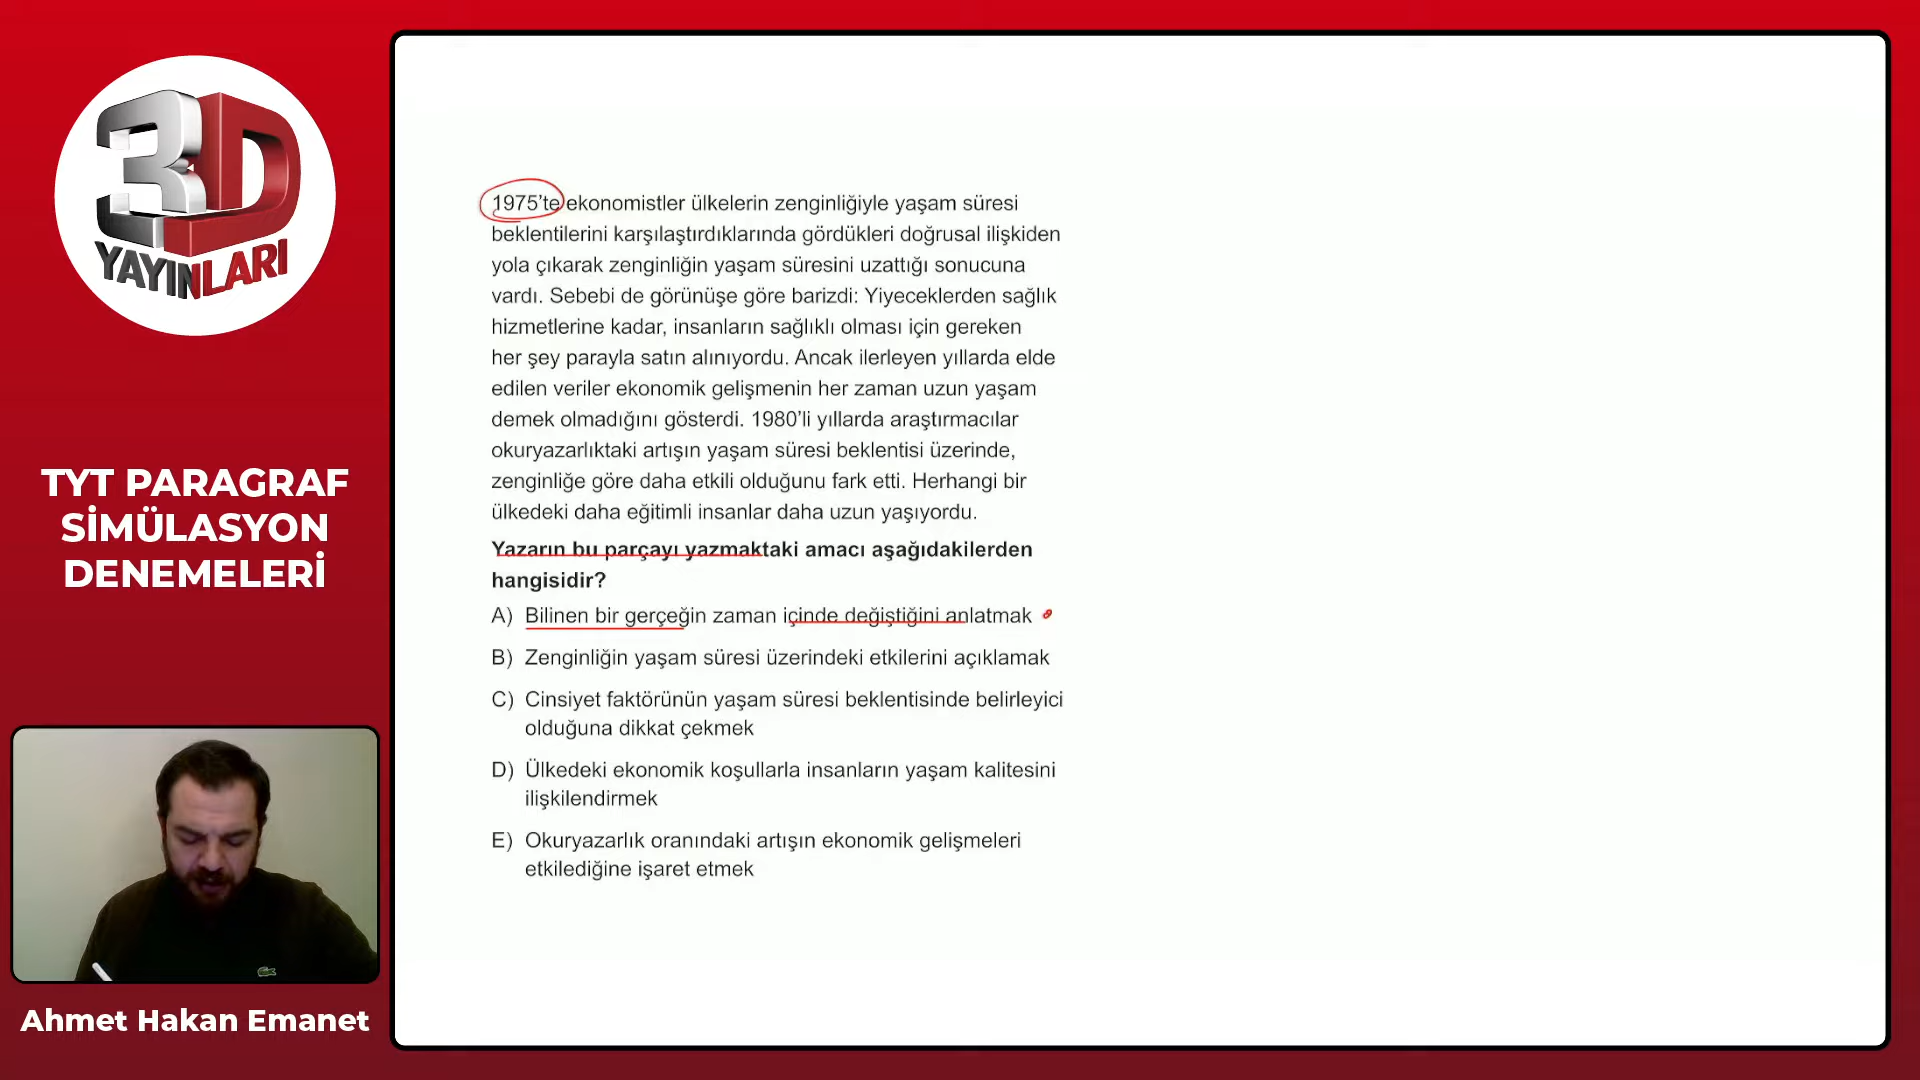 3D
YAYINLARI
TYT PARAGRAF
SİMÜLASYON
DENEMELERİ
Ahmet Hakan Emanet
1975'te ekonomistler ülkelerin zenginliğiyle yaşam süresi
beklentilerini karşılaştırdıklarında gördükleri doğrusal ilişkiden
yola çıkarak zenginliğin yaşam süresini uzattığı sonucuna
vardı. Sebebi de görünüşe göre barizdi: Yiyeceklerden sağlık
hizmetlerine kadar, insanların sağlıklı olması için gereken
her şey parayla satın alınıyordu. Ancak ilerleyen yıllarda elde
edilen veriler ekonomik gelişmenin her zaman uzun yaşam
demek olmadığını gösterdi. 1980'li yıllarda araştırmacılar
okuryazarlıktaki artışın yaşam süresi beklentisi üzerinde,
zenginliğe göre daha etkili olduğunu fark etti. Herhangi bir
ülkedeki daha eğitimli insanlar daha uzun yaşıyordu.
Yazarın bu parçayı yazmaktaki amacı aşağıdakilerden
hangisidir?
A) Bilinen bir gerçeğin zaman içinde değiştiğini anlatmak
B) Zenginliğin yaşam süresi üzerindeki etkilerini açıklamak
C) Cinsiyet faktörünün yaşam süresi beklentisinde belirleyici
olduğuna dikkat çekmek
D) Ülkedeki ekonomik koşullarla insanların yaşam kalitesini
ilişkilendirmek
E) Okuryazarlık oranındaki artışın ekonomik gelişmeleri
etkilediğine işaret etmek